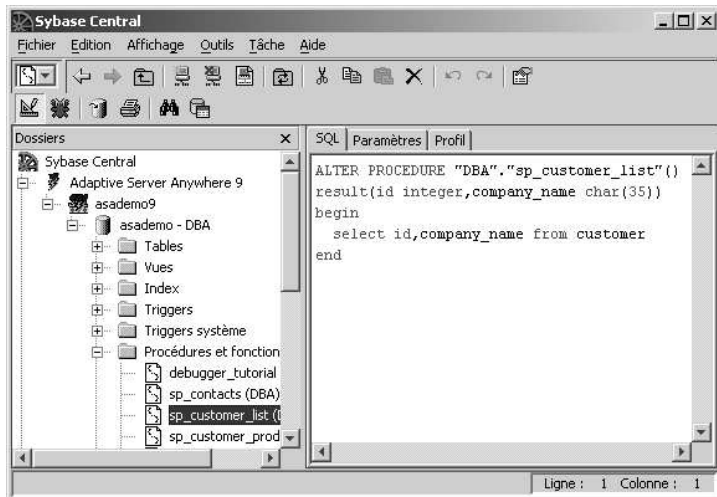 Sybase Central
Fichier Edition Affichage Outils Tâche Aide
Dossiers
Sybase Central
Adaptive Server Anywhere 9
asademo9
asademo - DBA
Tables
Vues
Index
Triggers
Triggers système
Procédures et fonction
debugger_tutorial
sp_contacts (DBA)
sp_customer_list (D
sp_customer_prod
SQL Paramètres Profil
ALTER PROCEDURE "DBA"."sp_customer_list"()
result(id integer,company_name char(35))
begin
select id,company_name from customer
end
Ligne : 1 Colonne : 1